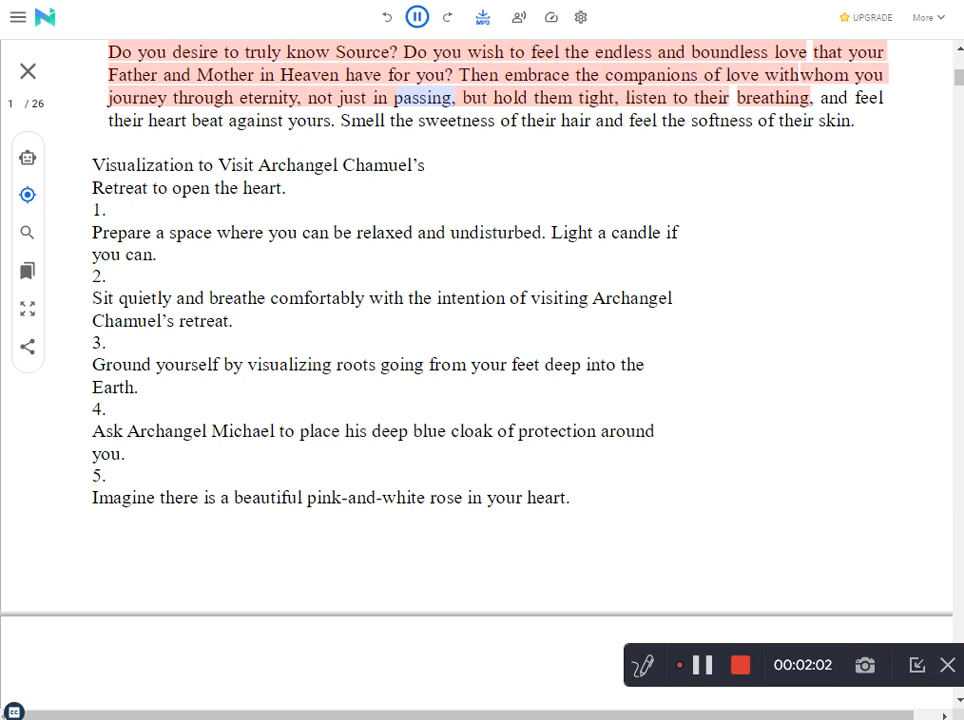 UPGRADE
More
MP3
Do you desire to truly know Source? Do you wish to feel the endless and boundless love that your
Father and Mother in Heaven have for you? Then embrace the companions of love withwhom you
1 / 26
journey through eternity, not just in passing, but hold them tight, listen to their breathing, and feel
their heart beat against yours. Smell the sweetness of their hair and feel the softness of their skin.
Visualization to Visit Archangel Chamuel’s
Retreat to open the heart.
1.
Prepare a space where you can be relaxed and undisturbed. Light a candle if
you can.
2.
Sit quietly and breathe comfortably with the intention of visiting Archangel
Chamuel’s retreat.
3.
Ground yourself by visualizing roots going from your feet deep into the
Earth.
4.
Ask Archangel Michael to place his deep blue cloak of protection around
you.
5.
Imagine there is a beautiful pink-and-white rose in your heart.
00:02:02
CC